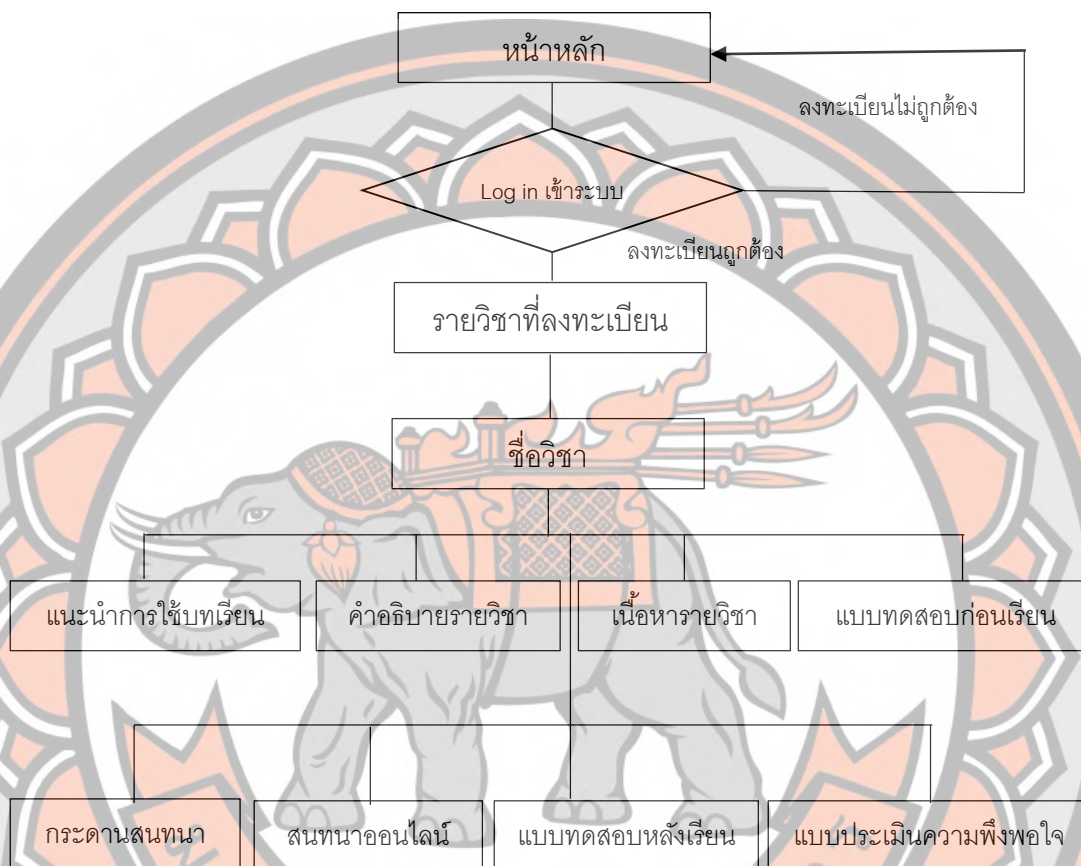 หน้าหลัก
ลงทะเบียนไม่ถูกต้อง
Log in เข้าระบบ
ลงทะเบียนถูกต้อง
รายวิชาที่ลงทะเบียน
ชื่อวิชา
แนะนำการใช้บทเรียน
คำอธิบายรายวิชา
เนื้อหารายวิชา
แบบทดสอบก่อนเรียน
กระดานสนทนา
สนทนาออนไลน์
แบบทดสอบหลังเรียน
แบบประเมินความพึงพอใจ